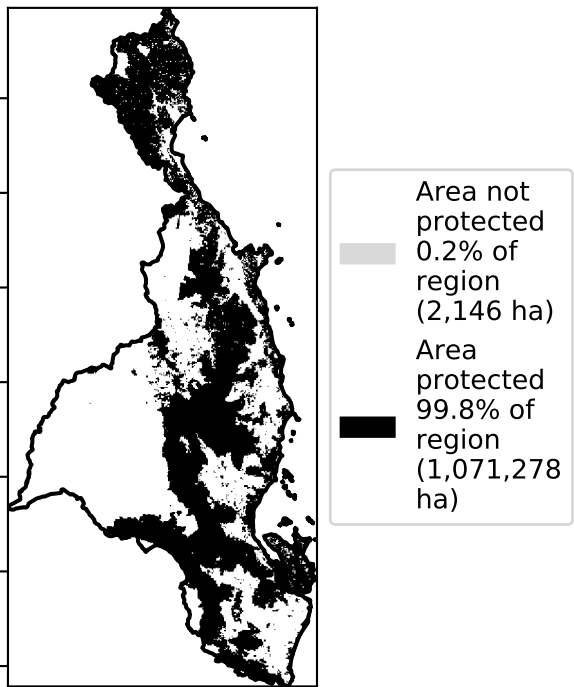 Area not
protected
0.2% of
region
(2,146 ha)
Area
protected
99.8% of
region
(1,071,278
ha)